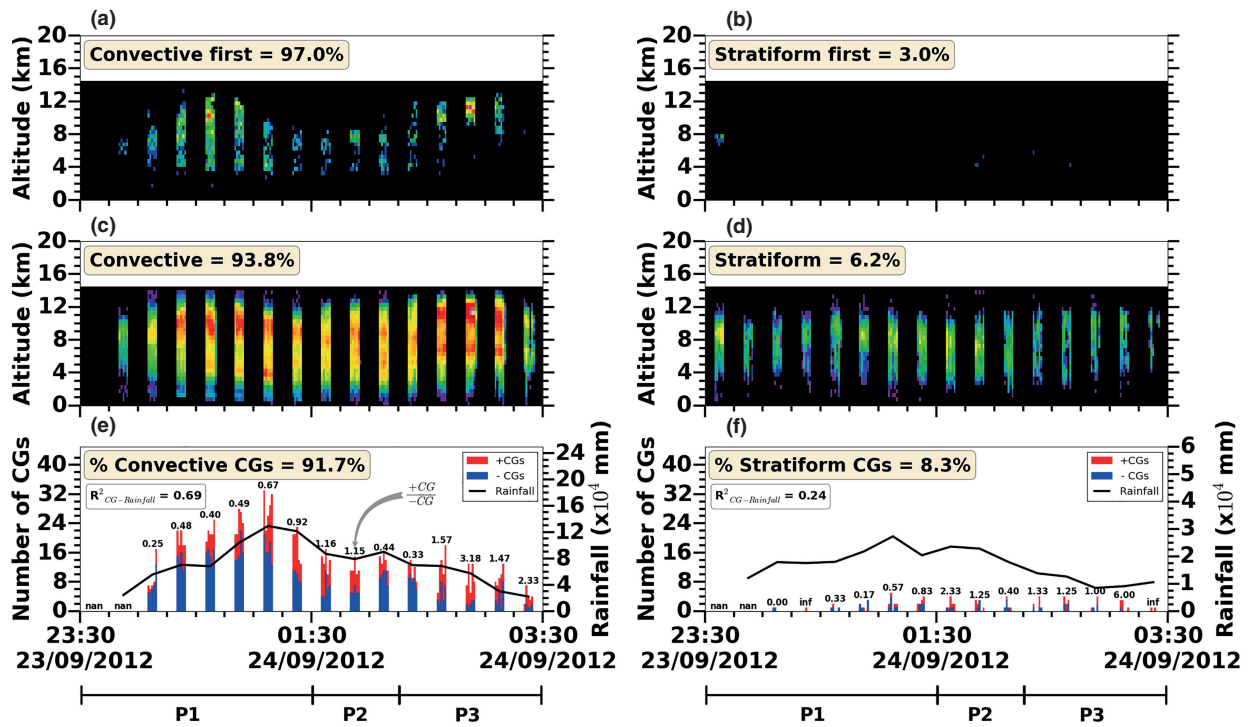 (a)
Convective first = 97.0%
Altitude (km)
20
16
12
8
4
0
(b)
Stratiform first = 3.0%
Altitude (km)
20
16
12
8
4
0
(c)
Convective = 93.8%
Altitude (km)
20
16
12
8
4
0
(d)
Stratiform = 6.2%
Altitude (km)
20
16
12
8
4
0
(e)
% Convective CGs = 91.7%
R² CG−Rainfall = 0.69
+CGs
- CGs
Rainfall
+CG
−CG
Number of CGs
40
32
24
16
8
0
nan nan 0.25 0.48 0.40 0.49 0.67 0.92 1.16 1.15 0.44 0.33 1.57 3.18 1.47 2.33
24
20
16
12
8
4
0
Rainfall (x10⁴ mm)
23:30 01:30 03:30
23/09/2012 24/09/2012 24/09/2012
P1 P2 P3
(f)
% Stratiform CGs = 8.3%
R² CG−Rainfall = 0.24
+CGs
- CGs
Rainfall
Number of CGs
40
32
24
16
8
0
nan nan 0.00 inf 0.33 0.17 0.57 0.83 2.33 1.25 0.40 1.33 1.25 1.00 6.00 inf
6
5
4
3
2
1
0
Rainfall (x10⁴ mm)
23:30 01:30 03:30
23/09/2012 24/09/2012 24/09/2012
P1 P2 P3